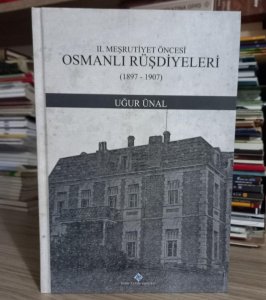 II. MEŞRUTİYET ÖNCESİ
OSMANLI RÜŞDİYELERİ
(1897 - 1907)
UĞUR ÜNAL